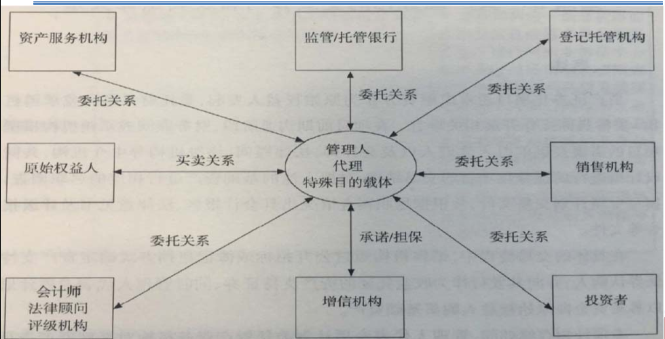 资产服务机构
监管/托管银行
登记托管机构
委托关系
委托关系
委托关系
原始权益人
买卖关系
管理人
代理
特殊目的载体
委托关系
销售机构
委托关系
承诺/担保
委托关系
会计师
法律顾问
评级机构
增信机构
投资者